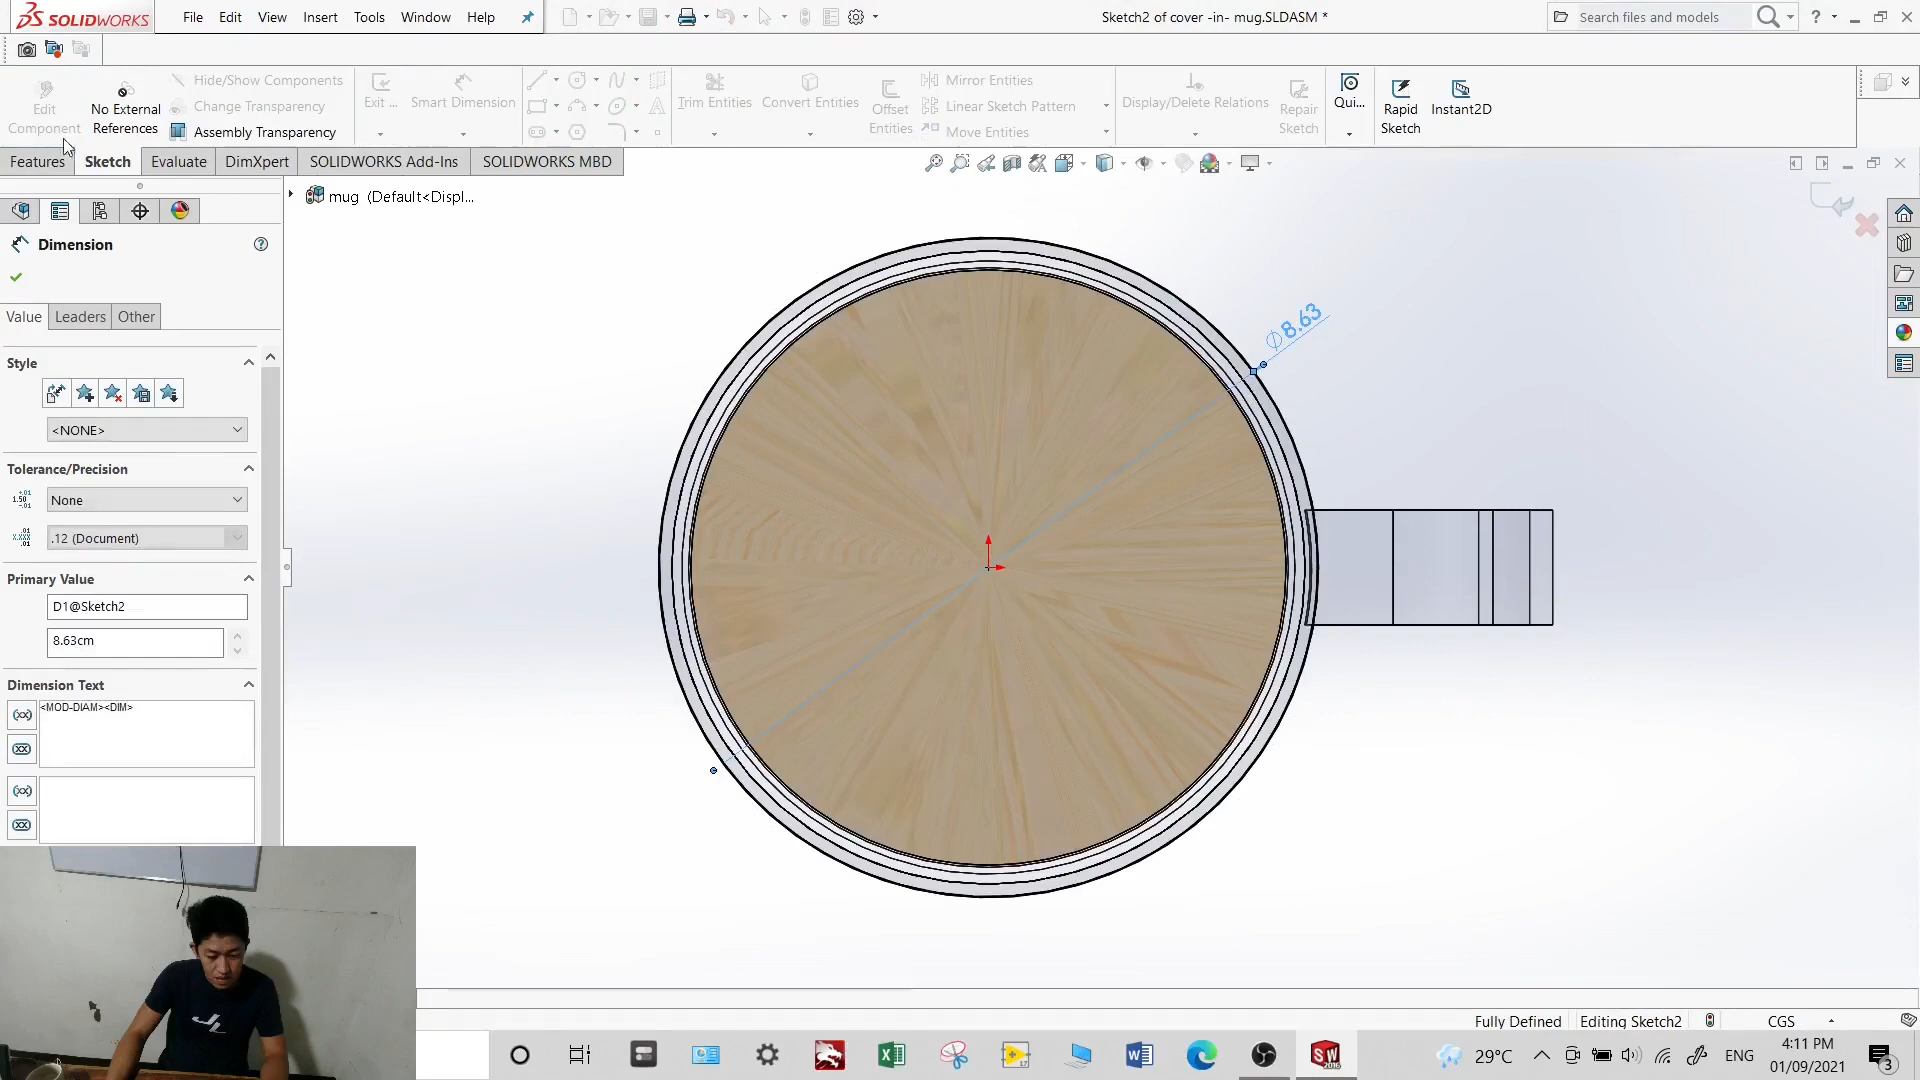 SOLIDWORKS
File Edit View Insert Tools Window Help
Sketch2 of cover -in- mug.SLDASM *
Search files and models
?
Edit Component
No External References
Hide/Show Components
Change Transparency
Assembly Transparency
Exit ...
Smart Dimension
Trim Entities
Convert Entities
Offset Entities
Mirror Entities
Linear Sketch Pattern
Move Entities
Display/Delete Relations
Repair Sketch
Qui...
Rapid Sketch
Instant2D
Features Sketch Evaluate DimXpert SOLIDWORKS Add-Ins SOLIDWORKS MBD
mug (Default<Displ...
Dimension
Value Leaders Other
Style
<NONE>
Tolerance/Precision
None
.12 (Document)
Primary Value
D1@Sketch2
8.63cm
Dimension Text
<MOD-DIAM><DIM>
(xx)
(xx)
∅8.63
Fully Defined Editing Sketch2 CGS
29°C ENG
4:11 PM
01/09/2021
3